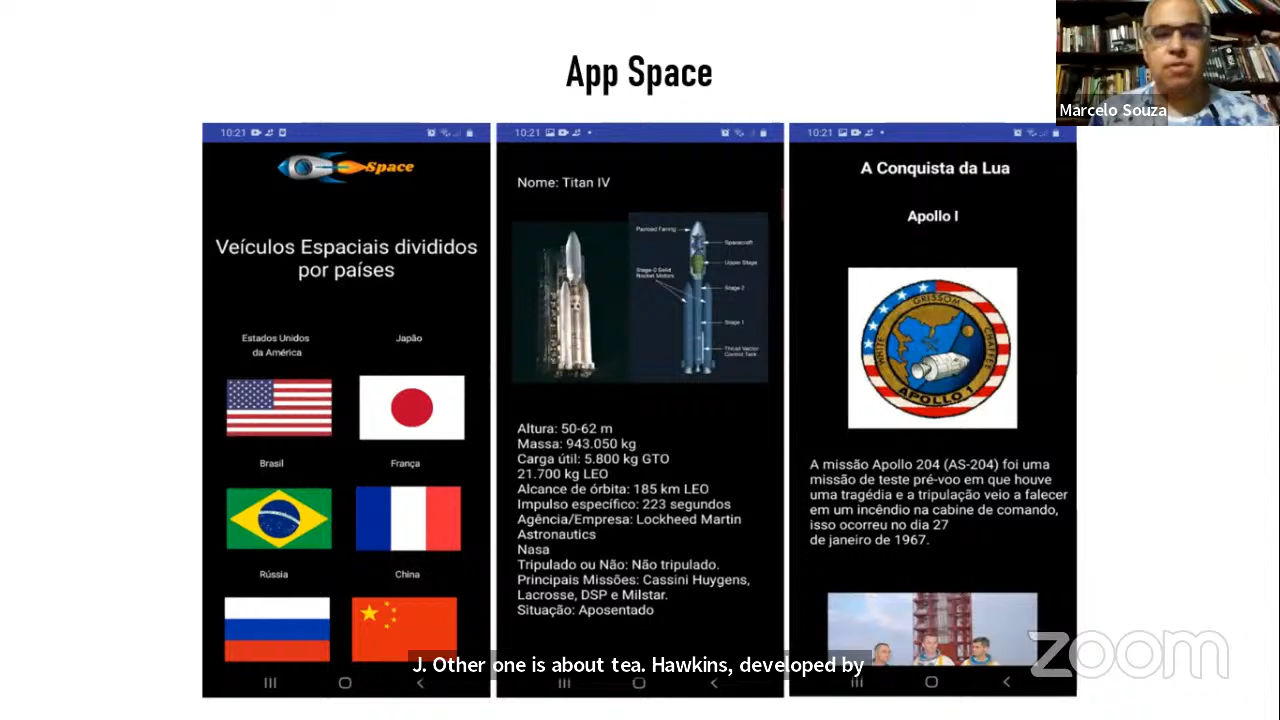 App Space
Marcelo Souza
10:21
Space
Veículos Espaciais divididos
por países
Estados Unidos
da América
Japão
Brasil
França
Rússia
China
10:21
Nome: Titan IV
Payload Fairing
Spacecraft
Upper Stage
Stage-0 Solid
Rocket Motors
Stage 2
Stage 1
Thrust Vector
Control Tank
Altura: 50-62 m
Massa: 943.050 kg
Carga útil: 5.800 kg GTO
21.700 kg LEO
Alcance de órbita: 185 km LEO
Impulso específico: 223 segundos
Agência/Empresa: Lockheed Martin
Astronautics
Nasa
Tripulado ou Não: Não tripulado.
Principais Missões: Cassini Huygens,
Lacrosse, DSP e Milstar.
Situação: Aposentado
10:21
A Conquista da Lua
Apollo I
GRISSOM
WHITE
CHAFFEE
APOLLO 1
A missão Apollo 204 (AS-204) foi uma
missão de teste pré-voo em que houve
uma tragédia e a tripulação veio a falecer
em um incêndio na cabine de comando,
isso ocorreu no dia 27
de janeiro de 1967.
J. Other one is about tea. Hawkins, developed by
zoom